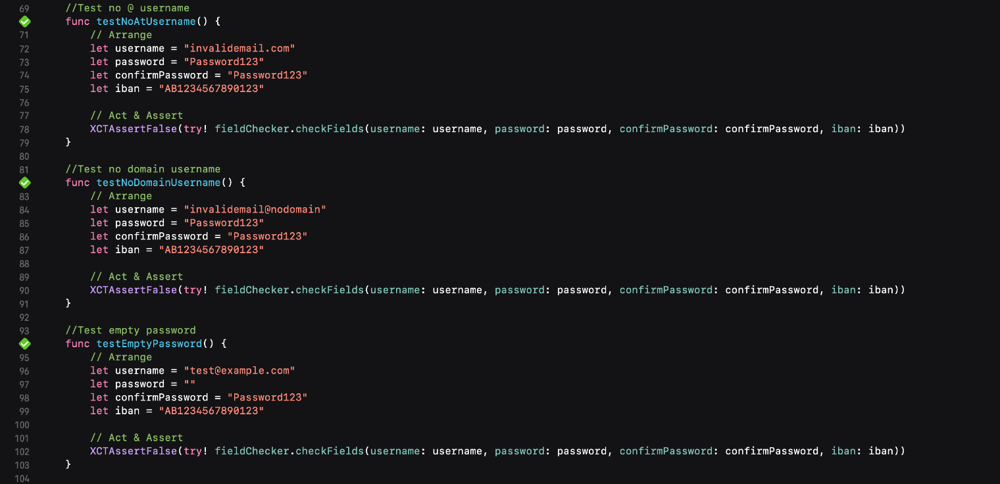 69 //Test no @ username
func testNoAtUsername() {
71 // Arrange
72 let username = "invalidemail.com"
73 let password = "Password123"
74 let confirmPassword = "Password123"
75 let iban = "AB1234567890123"
76
77 // Act & Assert
78 XCTAssertFalse(try! fieldChecker.checkFields(username: username, password: password, confirmPassword: confirmPassword, iban: iban))
79 }
80
81 //Test no domain username
func testNoDomainUsername() {
83 // Arrange
84 let username = "invalidemail@nodomain"
85 let password = "Password123"
86 let confirmPassword = "Password123"
87 let iban = "AB1234567890123"
88
89 // Act & Assert
90 XCTAssertFalse(try! fieldChecker.checkFields(username: username, password: password, confirmPassword: confirmPassword, iban: iban))
91 }
92
93 //Test empty password
func testEmptyPassword() {
95 // Arrange
96 let username = "test@example.com"
97 let password = ""
98 let confirmPassword = "Password123"
99 let iban = "AB1234567890123"
100
101 // Act & Assert
102 XCTAssertFalse(try! fieldChecker.checkFields(username: username, password: password, confirmPassword: confirmPassword, iban: iban))
103 }
104